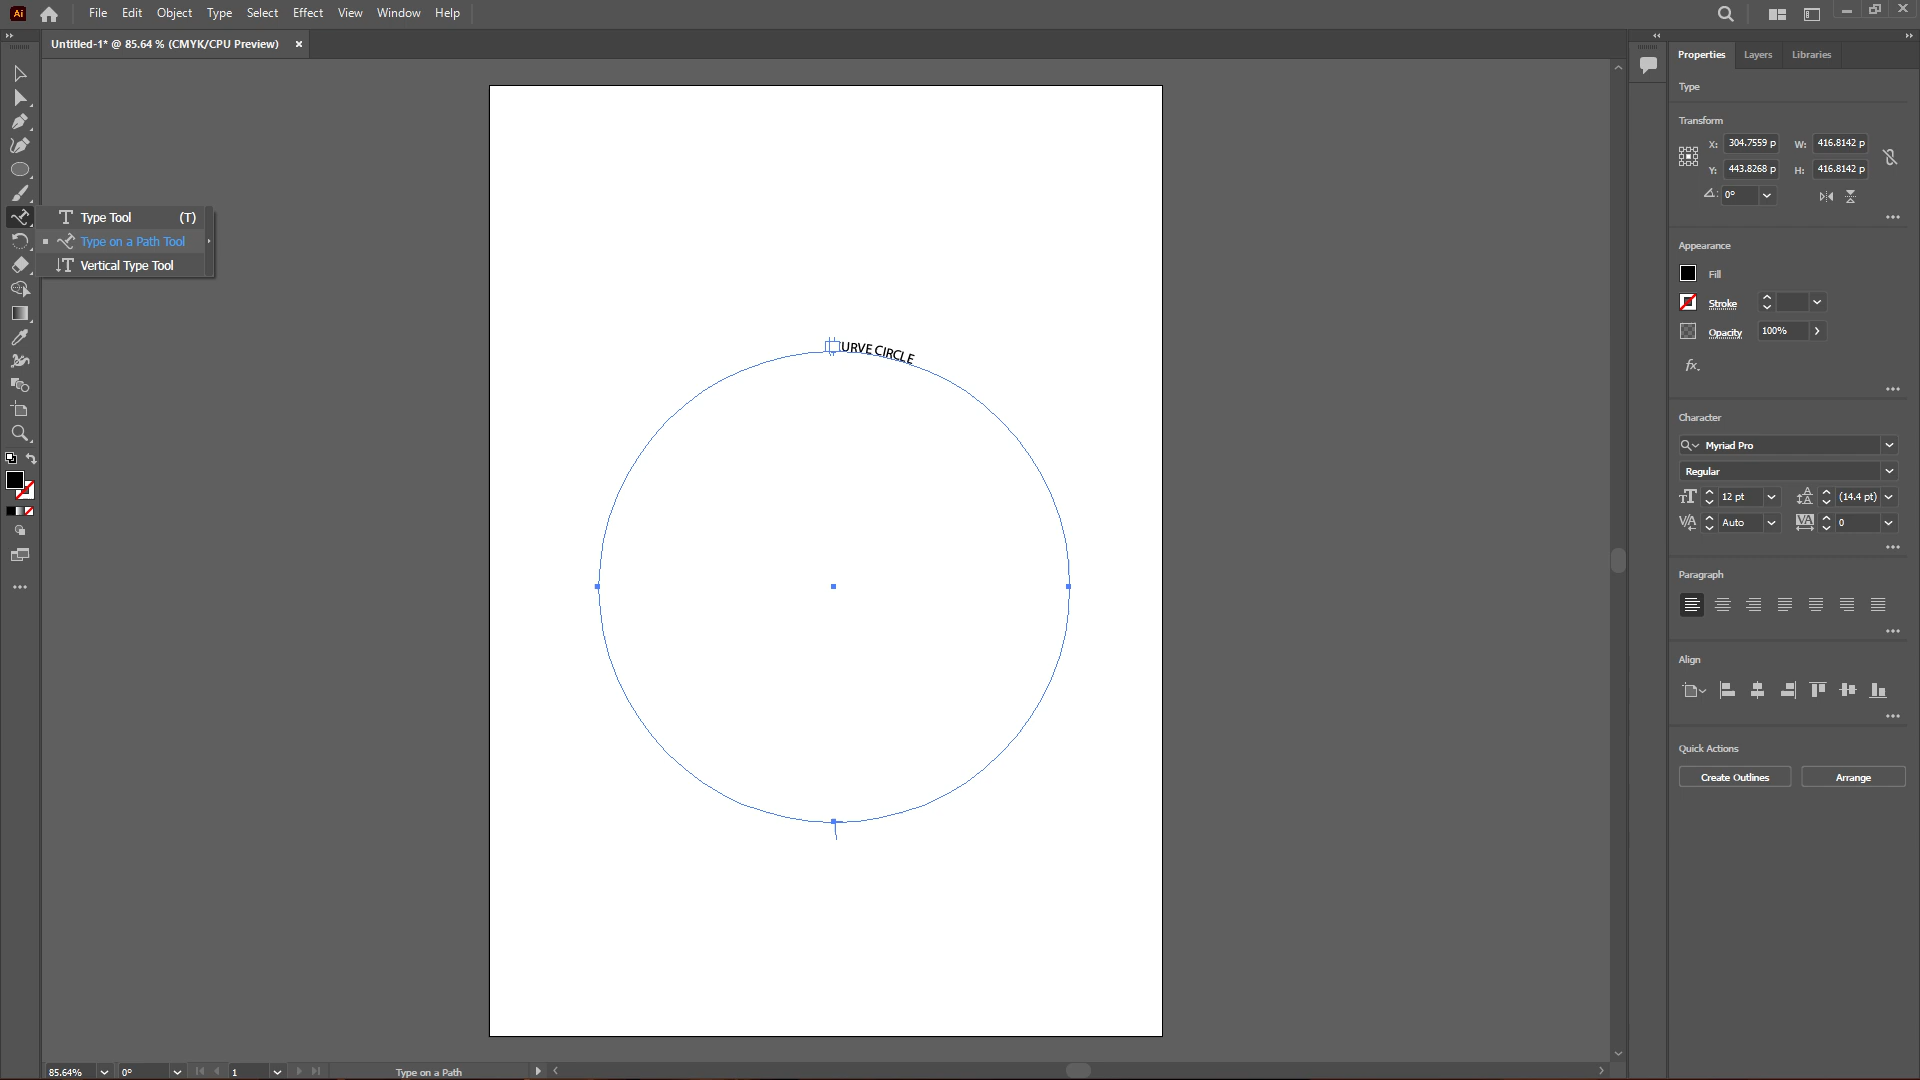 Ai File Edit Object Type Select Effect View Window Help
Untitled-1* @ 85.64 % (CMYK/CPU Preview) ×
Type Tool (T)
Type on a Path Tool
Vertical Type Tool
URVE CIRCLE
Properties Layers Libraries
Type
Transform
X: 304.7559 p W: 416.8142 p
Y: 443.8268 p H: 416.8142 p
0°
Appearance
Fill
Stroke
Opacity 100%
fx.
Character
Myriad Pro
Regular
12 pt (14.4 pt)
Auto 0
Paragraph
Align
Quick Actions
Create Outlines Arrange
85.64% 0° 1 Type on a Path